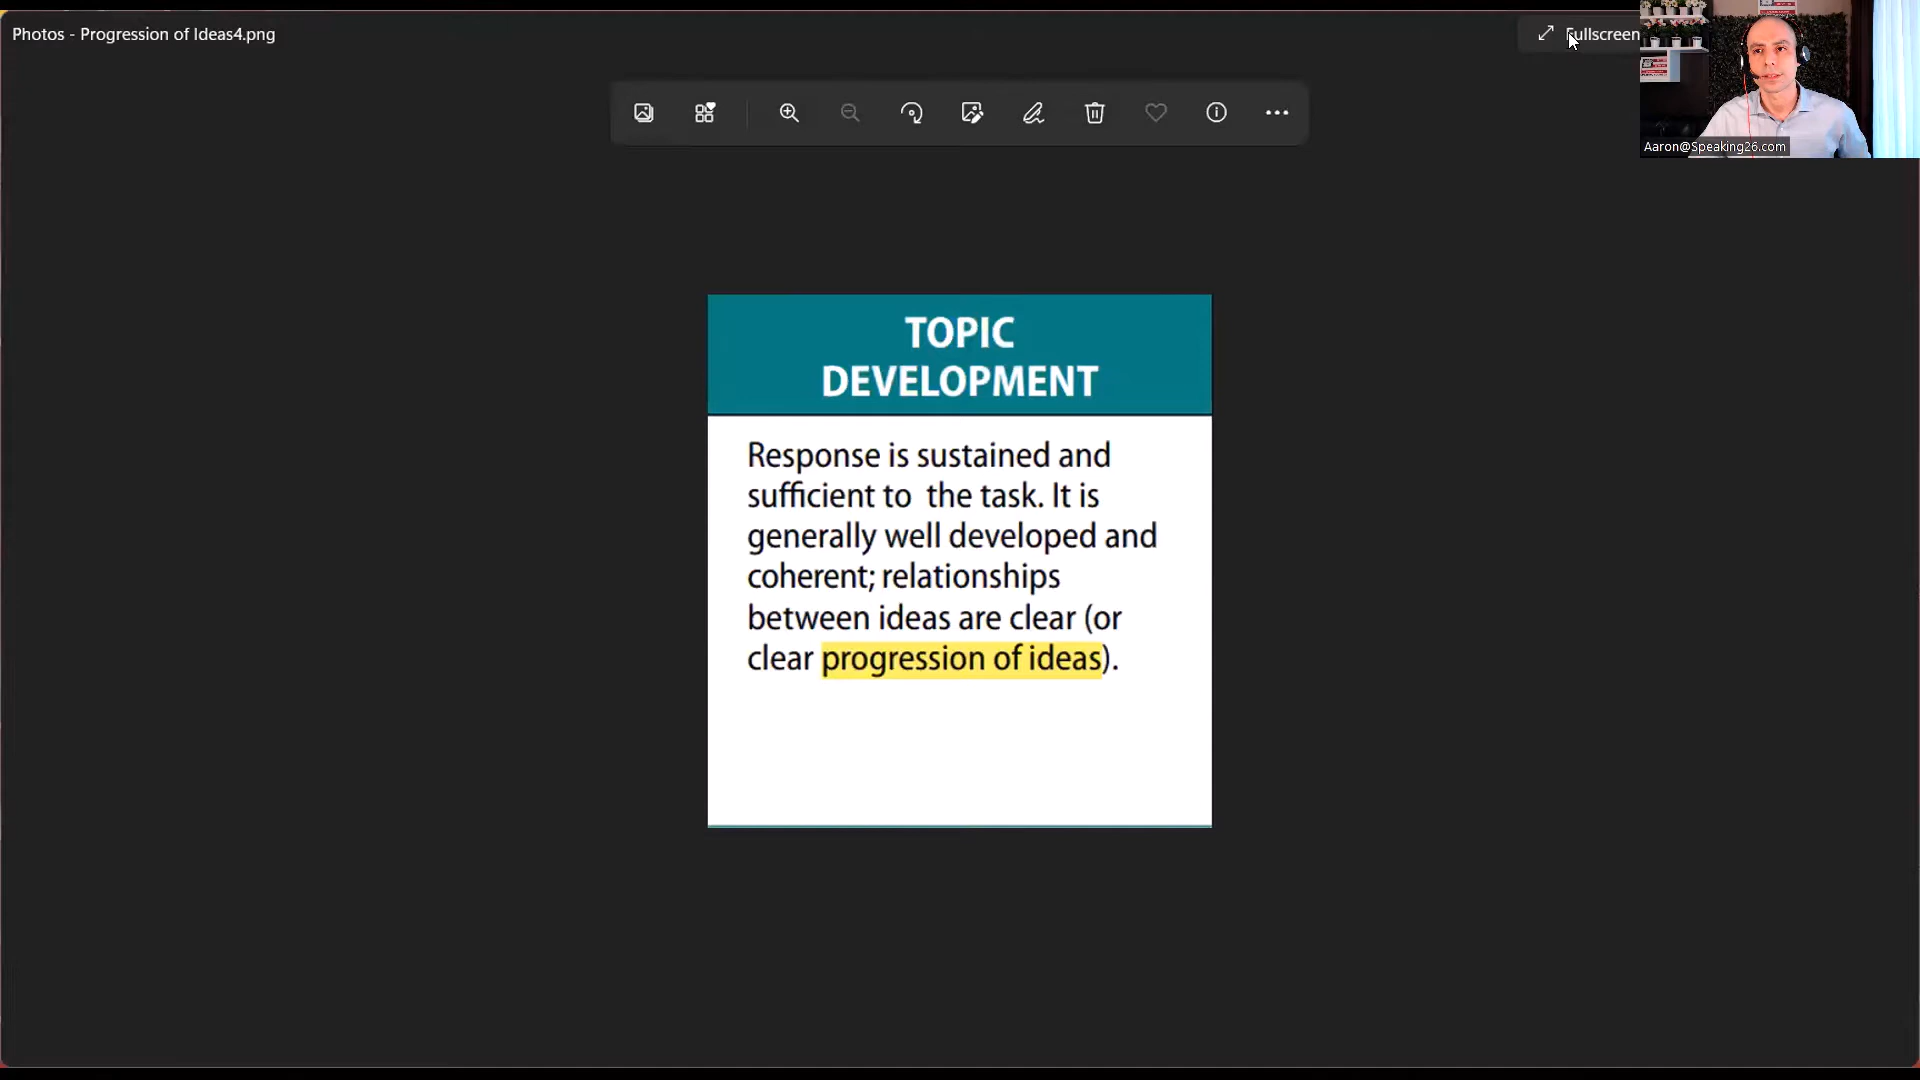 Photos - Progression of Ideas4.png
Fullscreen
Aaron@Speaking26.com
TOPIC
DEVELOPMENT
Response is sustained and
sufficient to the task. It is
generally well developed and
coherent; relationships
between ideas are clear (or
clear progression of ideas).